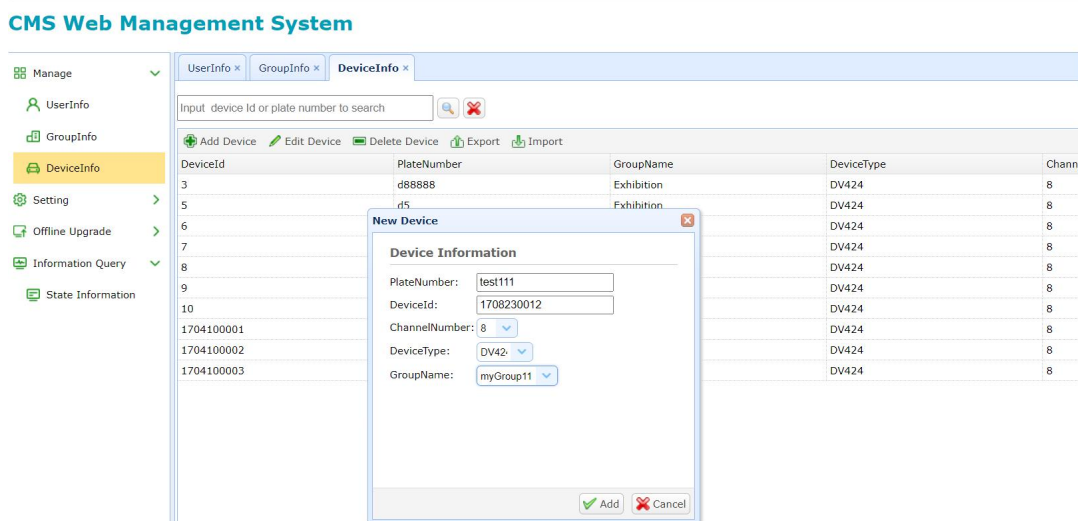 CMS Web Management System
Manage
UserInfo
GroupInfo
DeviceInfo
Setting
Offline Upgrade
Information Query
State Information
UserInfo × GroupInfo × DeviceInfo ×
Input device Id or plate number to search
Add Device Edit Device Delete Device Export Import
DeviceId PlateNumber GroupName DeviceType Chann
3 d88888 Exhibition DV424 8
5 d5 Exhibition DV424 8
6 DV424 8
7 DV424 8
8 DV424 8
9 DV424 8
10 DV424 8
1704100001 DV424 8
1704100002 DV424 8
1704100003 DV424 8
New Device
Device Information
PlateNumber: test111
DeviceId: 1708230012
ChannelNumber: 8
DeviceType: DV42
GroupName: myGroup11
Add Cancel